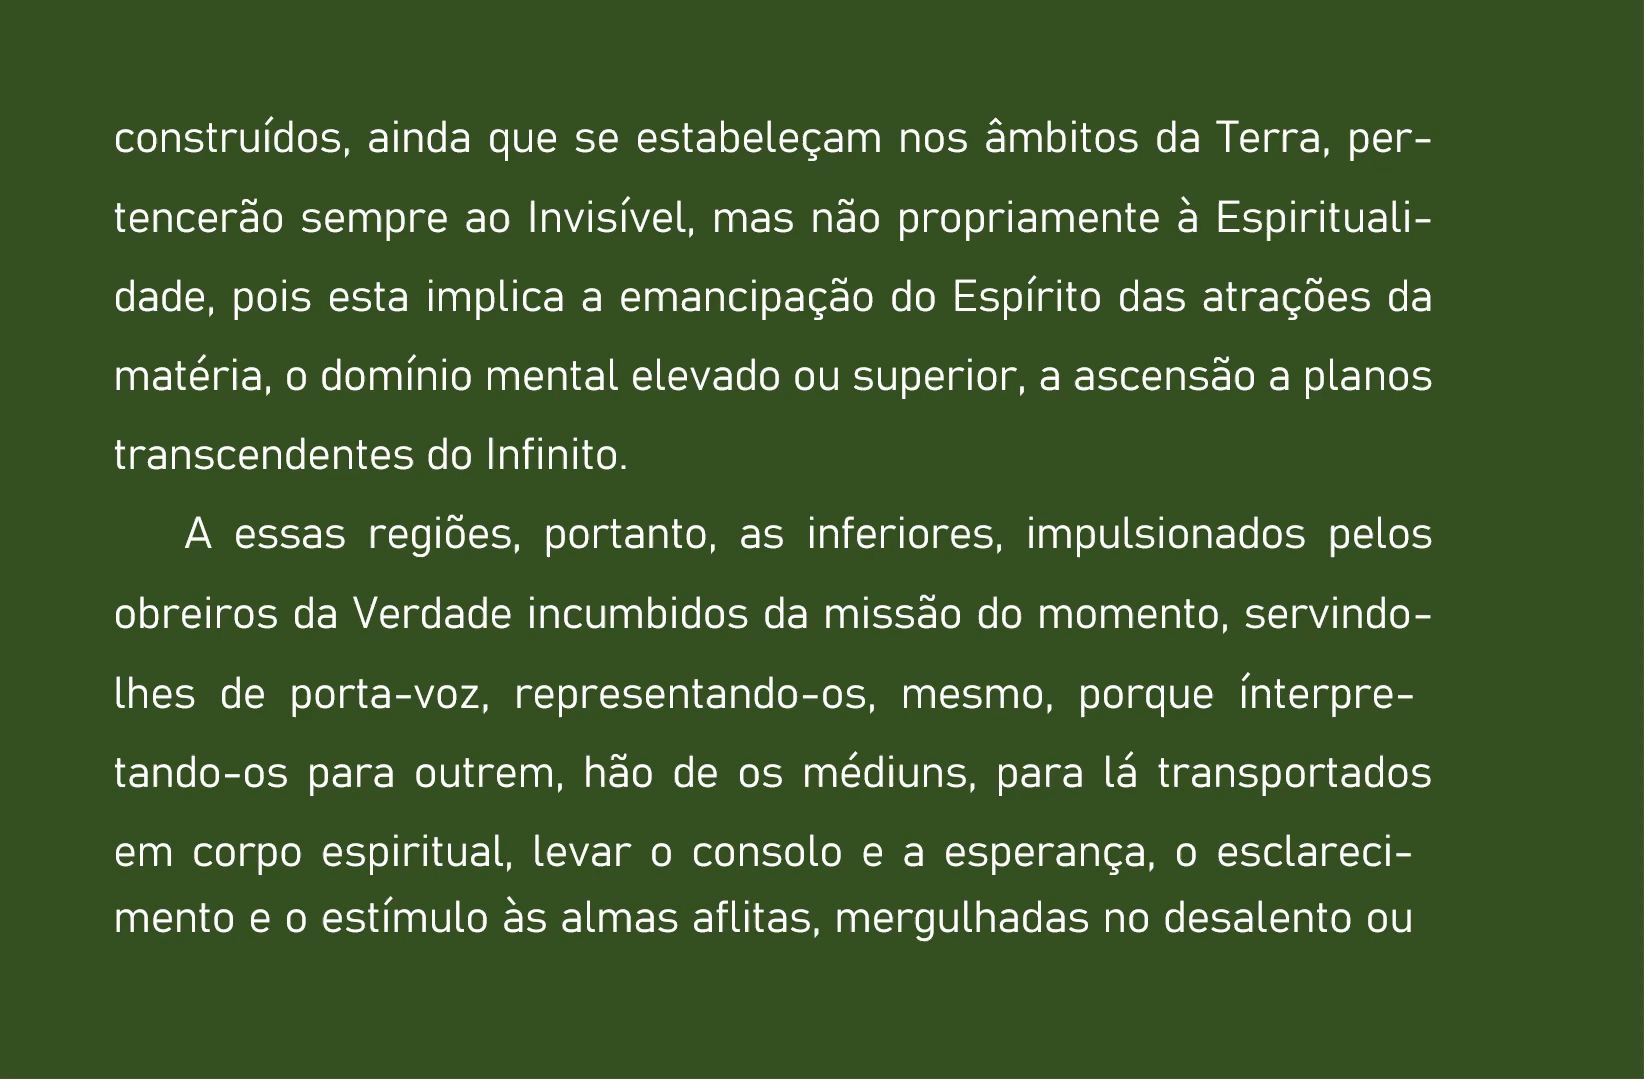 construídos, ainda que se estabeleçam nos âmbitos da Terra, per-
tencerão sempre ao Invisível, mas não propriamente à Espirituali-
dade, pois esta implica a emancipação do Espírito das atrações da
matéria, o domínio mental elevado ou superior, a ascensão a planos
transcendentes do Infinito.
A essas regiões, portanto, as inferiores, impulsionados pelos
obreiros da Verdade incumbidos da missão do momento, servindo-
lhes de porta-voz, representando-os, mesmo, porque ínterpre-
tando-os para outrem, hão de os médiuns, para lá transportados
em corpo espiritual, levar o consolo e a esperança, o esclareci-
mento e o estímulo às almas aflitas, mergulhadas no desalento ou